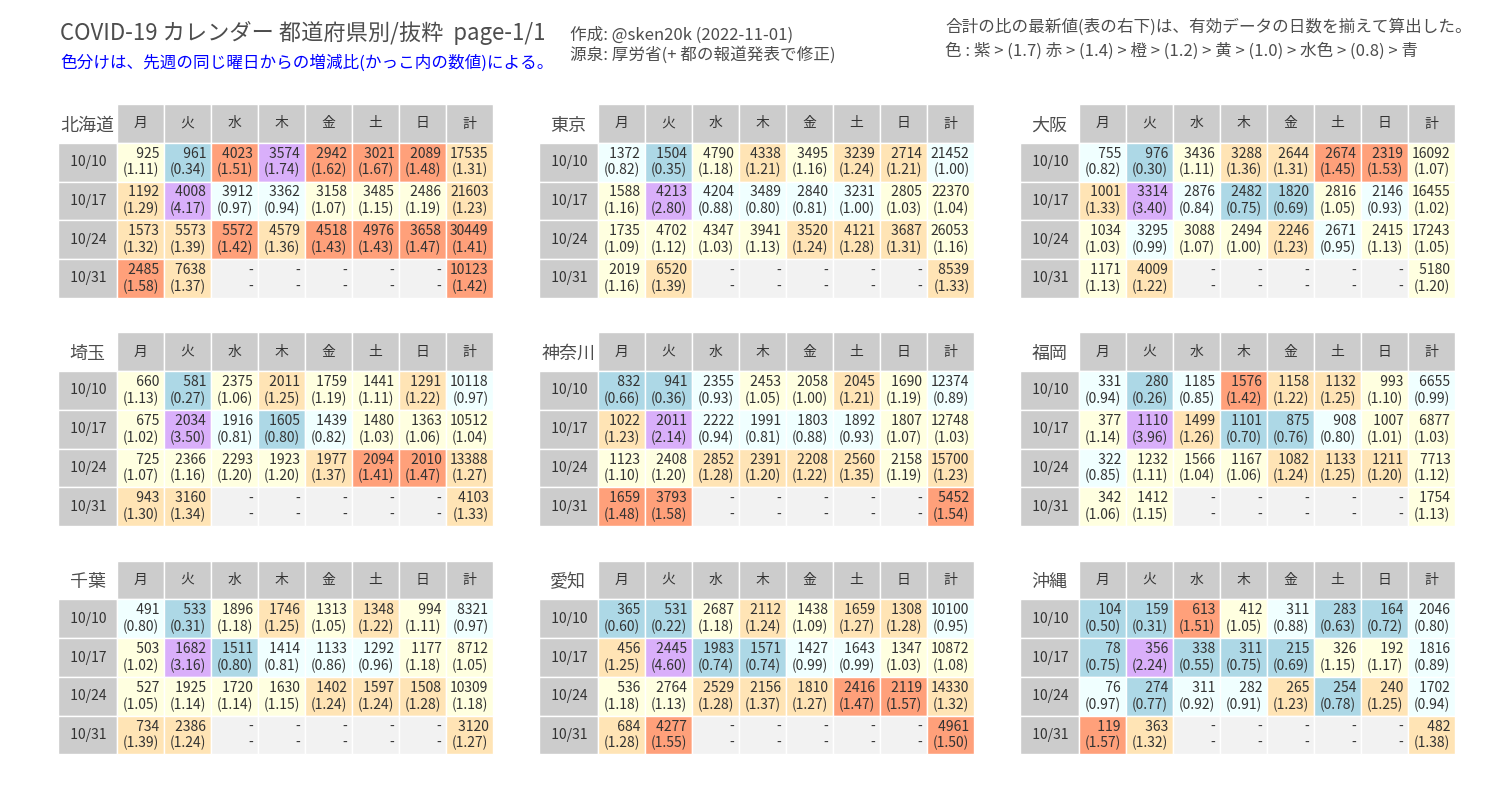 COVID-19 カレンダー 都道府県別/抜粋 page-1/1
色分けは、先週の同じ曜日からの増減比(かっこ内の数値)による。
作成: @sken20k (2022-11-01)
源泉: 厚労省(+ 都の報道発表で修正)
合計の比の最新値(表の右下)は、有効データの日数を揃えて算出した。
色 : 紫 > (1.7) 赤 > (1.4) > 橙 > (1.2) > 黄 > (1.0) > 水色 > (0.8) > 青
北海道 月 火 水 木 金 土 日 計
10/10 925 961 4023 3574 2942 3021 2089 17535
(1.11) (0.34) (1.51) (1.74) (1.62) (1.67) (1.48) (1.31)
10/17 1192 4008 3912 3362 3158 3485 2486 21603
(1.29) (4.17) (0.97) (0.94) (1.07) (1.15) (1.19) (1.23)
10/24 1573 5573 5572 4579 4518 4976 3658 30449
(1.32) (1.39) (1.42) (1.36) (1.43) (1.43) (1.47) (1.41)
10/31 2485 7638 - - - - - 10123
(1.58) (1.37) - - - - - (1.42)
東京 月 火 水 木 金 土 日 計
10/10 1372 1504 4790 4338 3495 3239 2714 21452
(0.82) (0.35) (1.18) (1.21) (1.16) (1.24) (1.21) (1.00)
10/17 1588 4213 4204 3489 2840 3231 2805 22370
(1.16) (2.80) (0.88) (0.80) (0.81) (1.00) (1.03) (1.04)
10/24 1735 4702 4347 3941 3520 4121 3687 26053
(1.09) (1.12) (1.03) (1.13) (1.24) (1.28) (1.31) (1.16)
10/31 2019 6520 - - - - - 8539
(1.16) (1.39) - - - - - (1.33)
大阪 月 火 水 木 金 土 日 計
10/10 755 976 3436 3288 2644 2674 2319 16092
(0.82) (0.30) (1.11) (1.36) (1.31) (1.45) (1.53) (1.07)
10/17 1001 3314 2876 2482 1820 2816 2146 16455
(1.33) (3.40) (0.84) (0.75) (0.69) (1.05) (0.93) (1.02)
10/24 1034 3295 3088 2494 2246 2671 2415 17243
(1.03) (0.99) (1.07) (1.00) (1.23) (0.95) (1.13) (1.05)
10/31 1171 4009 - - - - - 5180
(1.13) (1.22) - - - - - (1.20)
埼玉 月 火 水 木 金 土 日 計
10/10 660 581 2375 2011 1759 1441 1291 10118
(1.13) (0.27) (1.06) (1.25) (1.19) (1.11) (1.22) (0.97)
10/17 675 2034 1916 1605 1439 1480 1363 10512
(1.02) (3.50) (0.81) (0.80) (0.82) (1.03) (1.06) (1.04)
10/24 725 2366 2293 1923 1977 2094 2010 13388
(1.07) (1.16) (1.20) (1.20) (1.37) (1.41) (1.47) (1.27)
10/31 943 3160 - - - - - 4103
(1.30) (1.34) - - - - - (1.33)
神奈川 月 火 水 木 金 土 日 計
10/10 832 941 2355 2453 2058 2045 1690 12374
(0.66) (0.36) (0.93) (1.05) (1.00) (1.21) (1.19) (0.89)
10/17 1022 2011 2222 1991 1803 1892 1807 12748
(1.23) (2.14) (0.94) (0.81) (0.88) (0.93) (1.07) (1.03)
10/24 1123 2408 2852 2391 2208 2560 2158 15700
(1.10) (1.20) (1.28) (1.20) (1.22) (1.35) (1.19) (1.23)
10/31 1659 3793 - - - - - 5452
(1.48) (1.58) - - - - - (1.54)
福岡 月 火 水 木 金 土 日 計
10/10 331 280 1185 1576 1158 1132 993 6655
(0.94) (0.26) (0.85) (1.42) (1.22) (1.25) (1.10) (0.99)
10/17 377 1110 1499 1101 875 908 1007 6877
(1.14) (3.96) (1.26) (0.70) (0.76) (0.80) (1.01) (1.03)
10/24 322 1232 1566 1167 1082 1133 1211 7713
(0.85) (1.11) (1.04) (1.06) (1.24) (1.25) (1.20) (1.12)
10/31 342 1412 - - - - - 1754
(1.06) (1.15) - - - - - (1.13)
千葉 月 火 水 木 金 土 日 計
10/10 491 533 1896 1746 1313 1348 994 8321
(0.80) (0.31) (1.18) (1.25) (1.05) (1.22) (1.11) (0.97)
10/17 503 1682 1511 1414 1133 1292 1177 8712
(1.02) (3.16) (0.80) (0.81) (0.86) (0.96) (1.18) (1.05)
10/24 527 1925 1720 1630 1402 1597 1508 10309
(1.05) (1.14) (1.14) (1.15) (1.24) (1.24) (1.28) (1.18)
10/31 734 2386 - - - - - 3120
(1.39) (1.24) - - - - - (1.27)
愛知 月 火 水 木 金 土 日 計
10/10 365 531 2687 2112 1438 1659 1308 10100
(0.60) (0.22) (1.18) (1.24) (1.09) (1.27) (1.28) (0.95)
10/17 456 2445 1983 1571 1427 1643 1347 10872
(1.25) (4.60) (0.74) (0.74) (0.99) (0.99) (1.03) (1.08)
10/24 536 2764 2529 2156 1810 2416 2119 14330
(1.18) (1.13) (1.28) (1.37) (1.27) (1.47) (1.57) (1.32)
10/31 684 4277 - - - - - 4961
(1.28) (1.55) - - - - - (1.50)
沖縄 月 火 水 木 金 土 日 計
10/10 104 159 613 412 311 283 164 2046
(0.50) (0.31) (1.51) (1.05) (0.88) (0.63) (0.72) (0.80)
10/17 78 356 338 311 215 326 192 1816
(0.75) (2.24) (0.55) (0.75) (0.69) (1.15) (1.17) (0.89)
10/24 76 274 311 282 265 254 240 1702
(0.97) (0.77) (0.92) (0.91) (1.23) (0.78) (1.25) (0.94)
10/31 119 363 - - - - - 482
(1.57) (1.32) - - - - - (1.38)